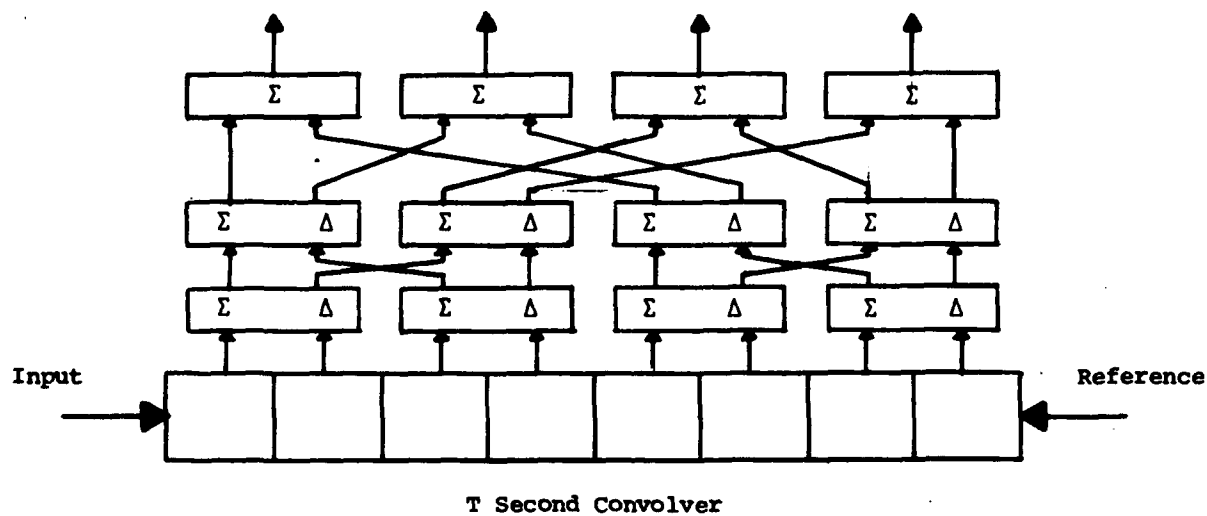 Σ Σ Σ Σ
Σ Δ Σ Δ Σ Δ Σ Δ
Σ Δ Σ Δ Σ Δ Σ Δ
Input Reference
T Second Convolver